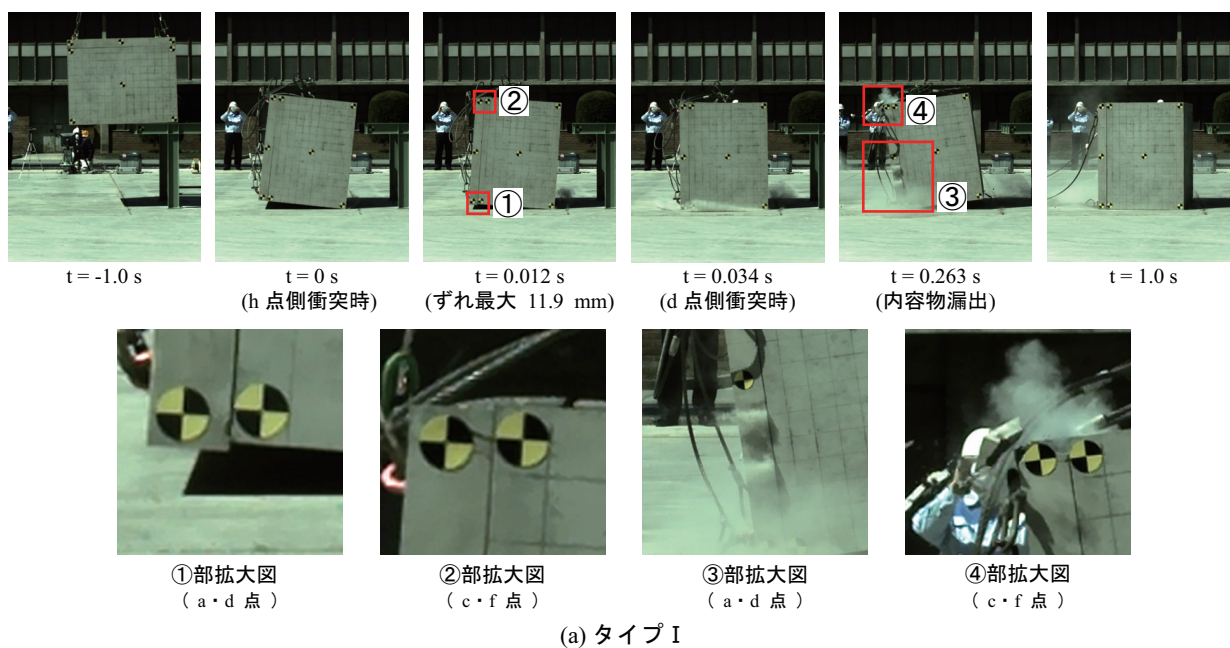 ② ① ④ ③
t = -1.0 s
t = 0 s
(h 点側衝突時)
t = 0.012 s
(ずれ最大 11.9 mm)
t = 0.034 s
(d 点側衝突時)
t = 0.263 s
(内容物漏出)
t = 1.0 s
①部拡大図
( a・d 点 )
②部拡大図
( c・f 点 )
③部拡大図
( a・d 点 )
④部拡大図
( c・f 点 )
(a) タイプ I